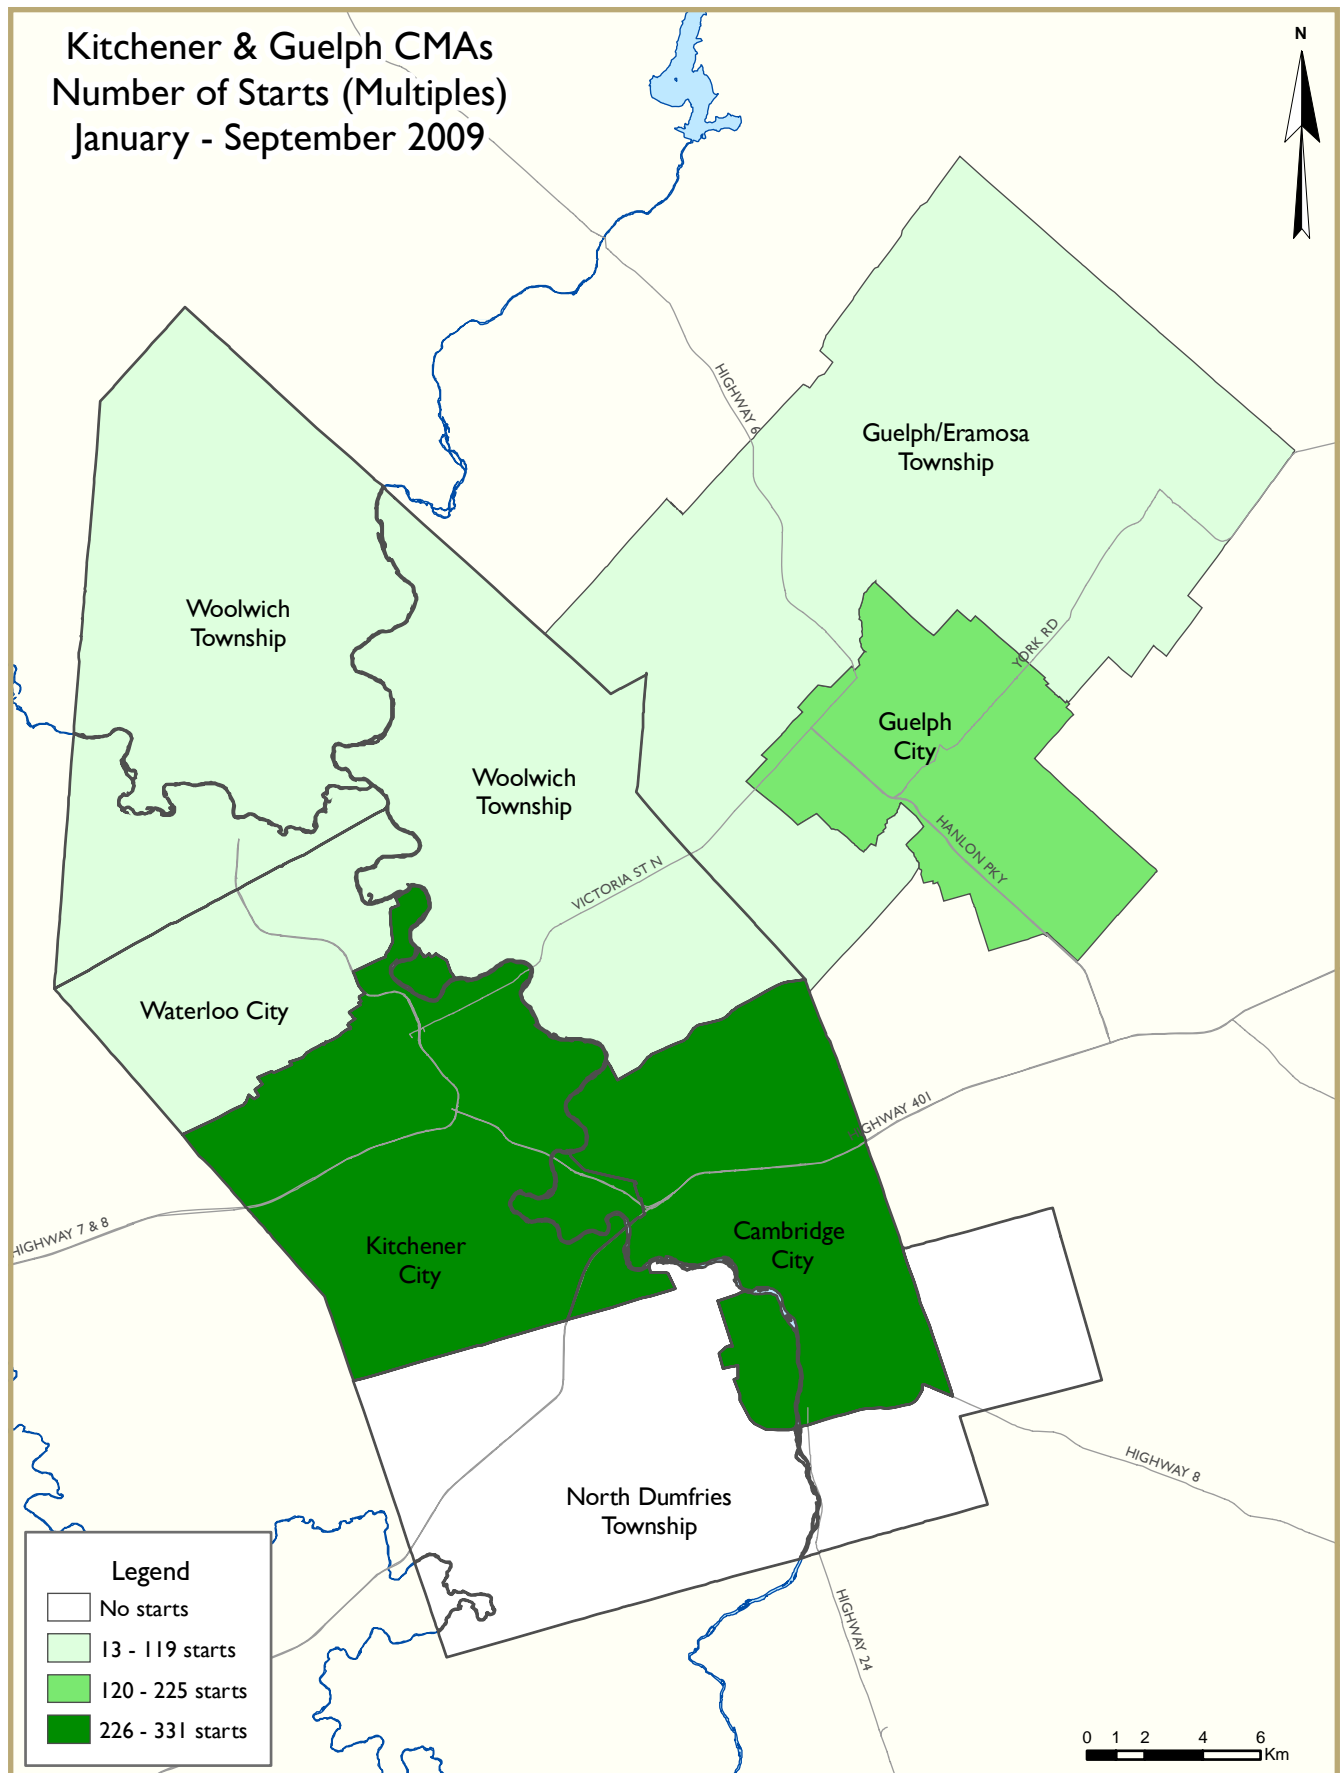 Kitchener & Guelph CMAs
Number of Starts (Multiples)
January - September 2009
N
HIGHWAY 6
Guelph/Eramosa
Township
Woolwich
Township
YORK RD
Guelph
City
Woolwich
Township
HANLON PKY
VICTORIA ST N
Waterloo City
HIGHWAY 401
HIGHWAY 7 & 8
Kitchener
City
Cambridge
City
HIGHWAY 8
North Dumfries
Township
HIGHWAY 24
Legend
No starts
13 - 119 starts
120 - 225 starts
226 - 331 starts
0 1 2 4 6
Km